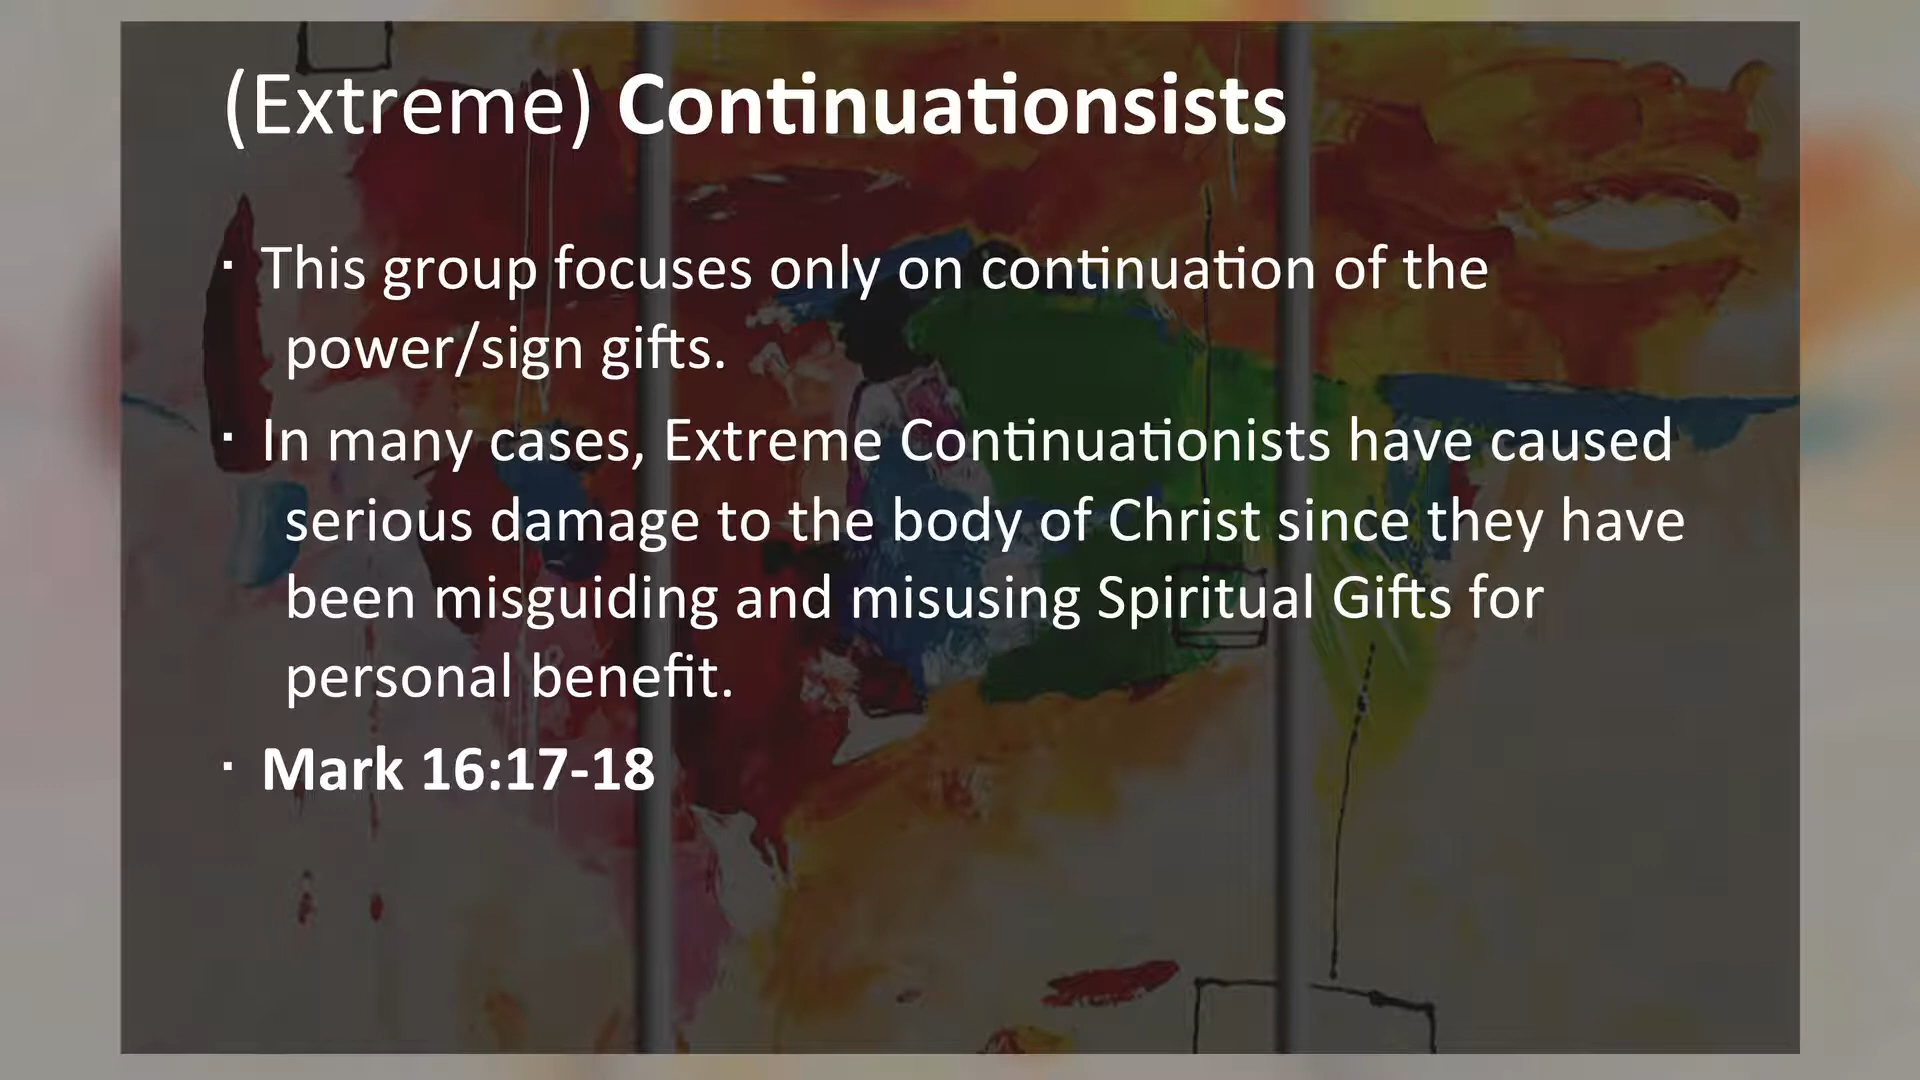 (Extreme) Continuationsists
· This group focuses only on continuation of the
power/sign gifts.
· In many cases, Extreme Continuationists have caused
serious damage to the body of Christ since they have
been misguiding and misusing Spiritual Gifts for
personal benefit.
· Mark 16:17-18